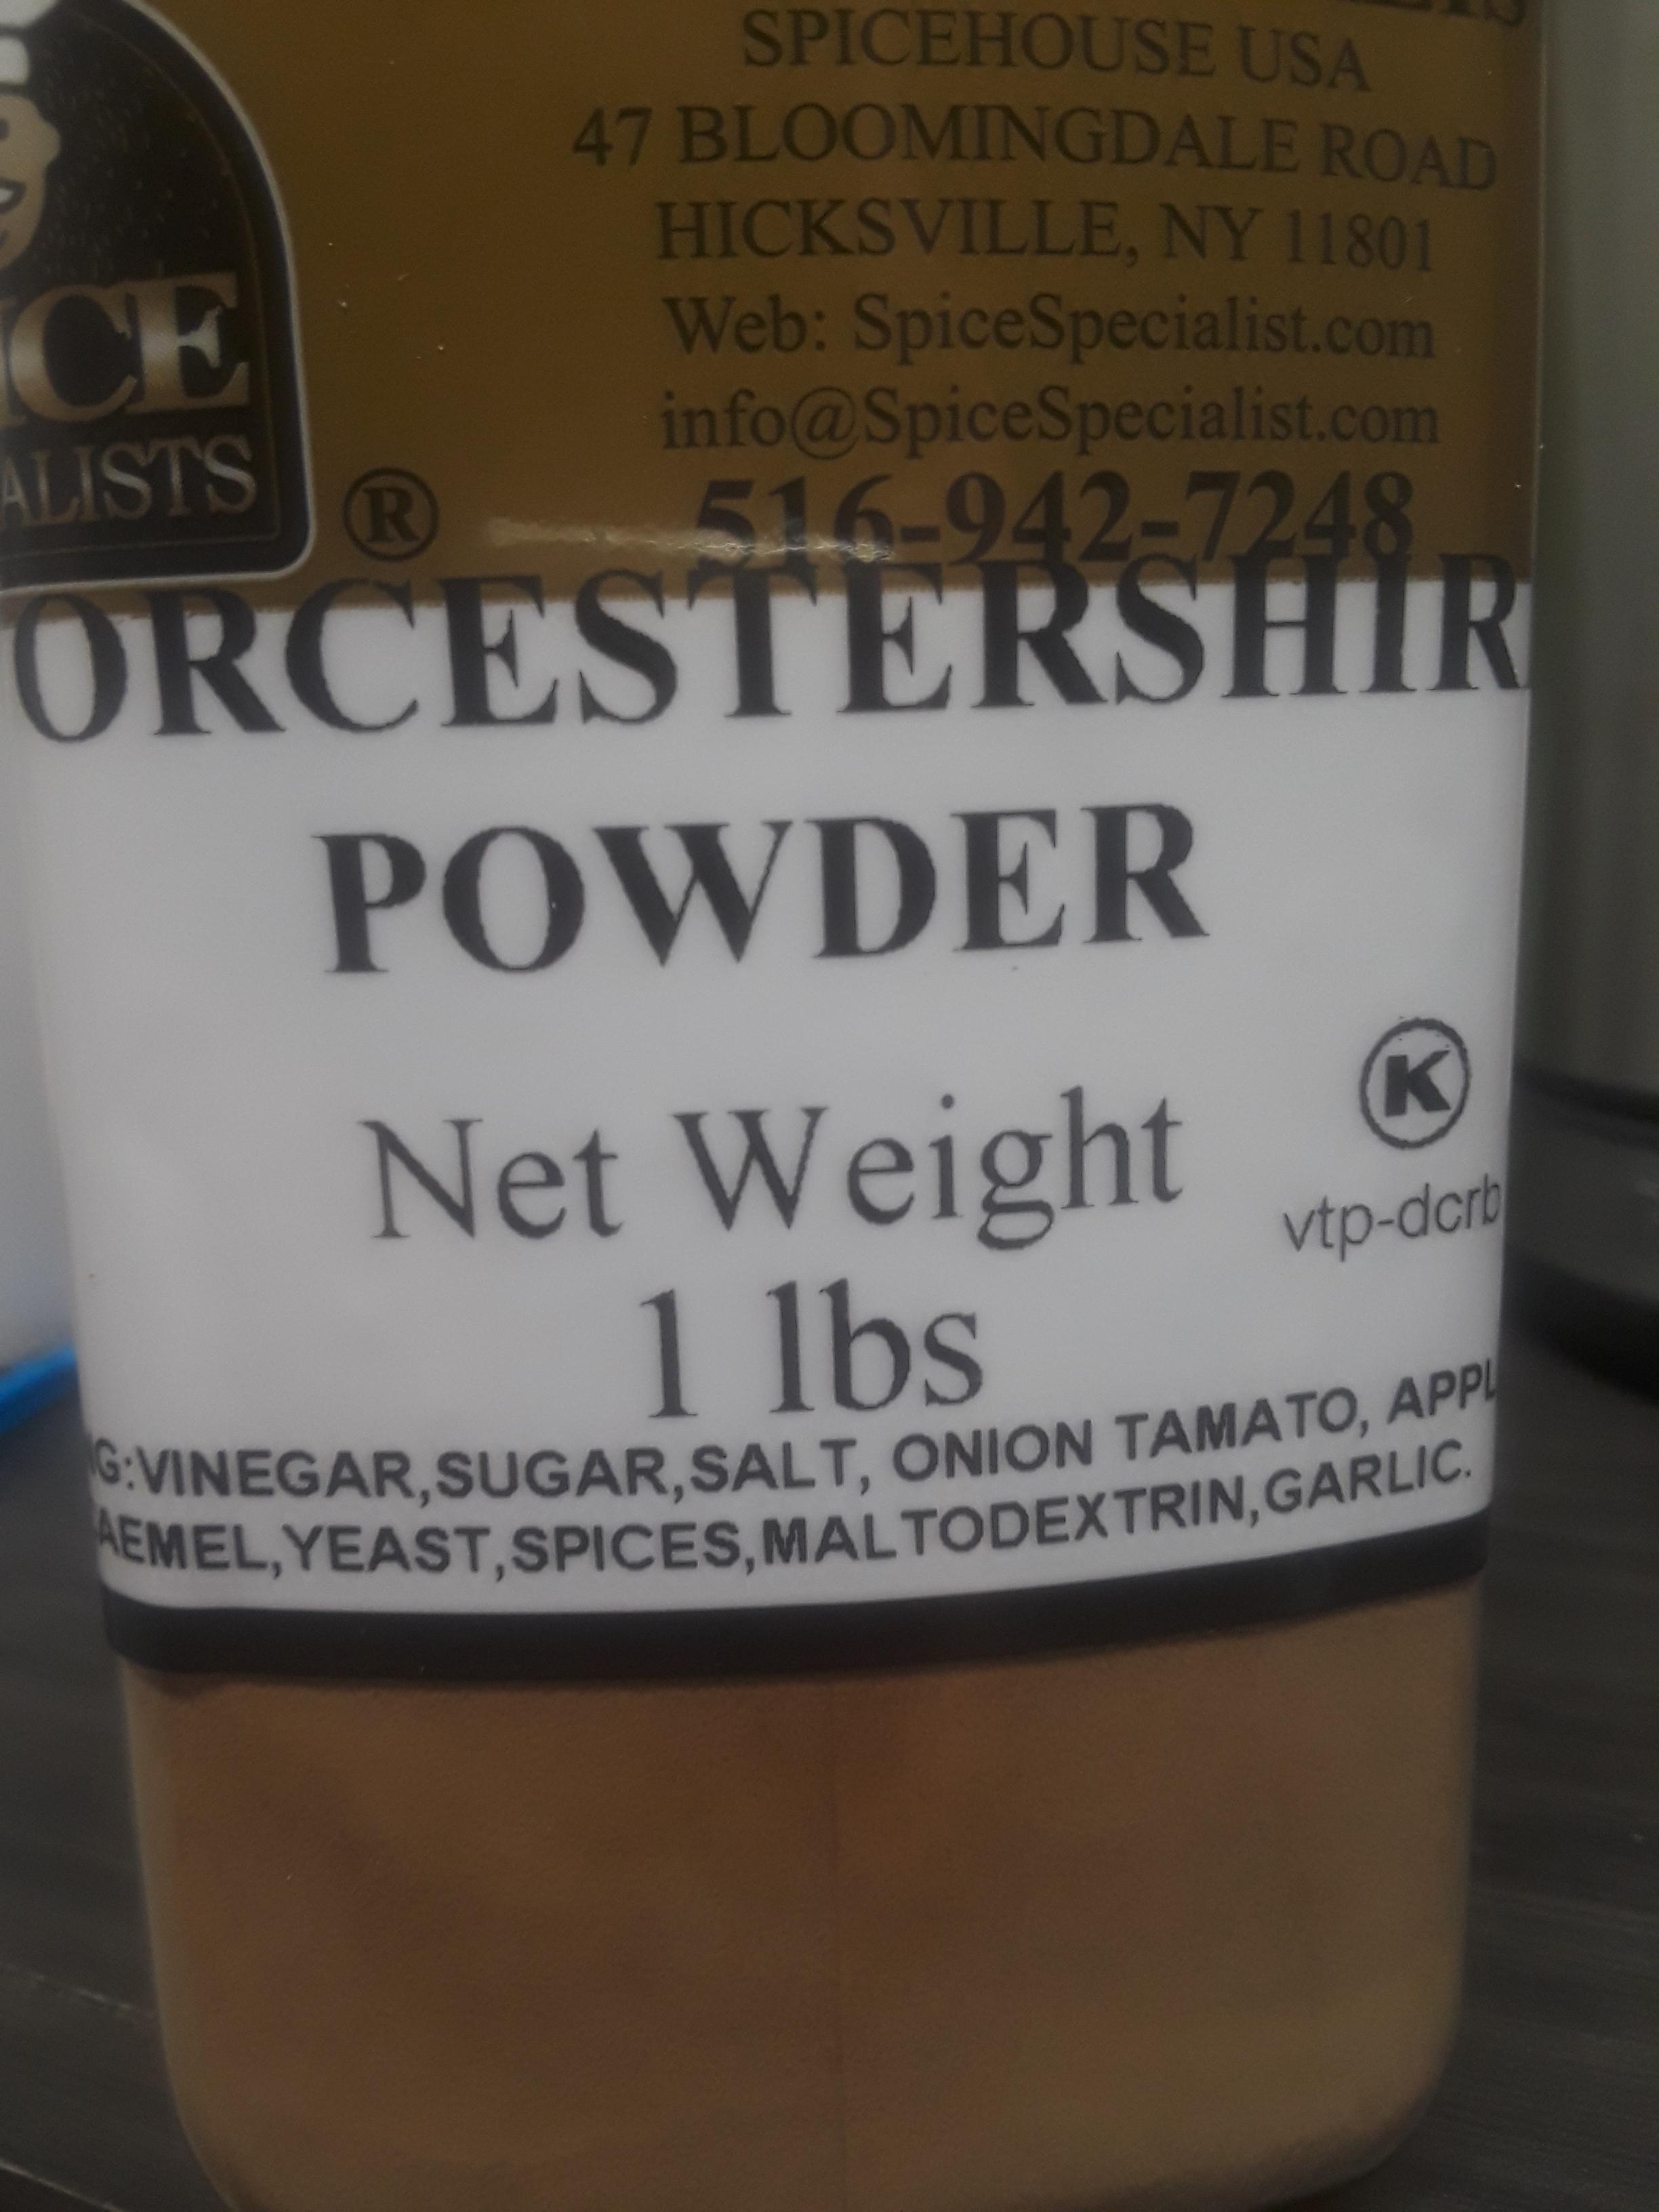 SPICEHOUSE USA
47 BLOOMINGDALE ROAD
HICKSVILLE, NY 11801
Web: SpiceSpecialist.com
info@SpiceSpecialist.com
516-942-7248
ICE
ALISTS
®
ORCESTERSHIR
POWDER
Net Weight
1 lbs
K
vtp-dcrb
G:VINEGAR,SUGAR,SALT, ONION TAMATO, APPL
AEMEL,YEAST,SPICES,MALTODEXTRIN,GARLIC.